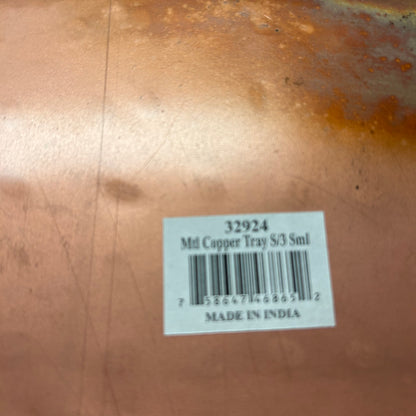 32924
Mtl Copper Tray S/3 Sml
7 58647 46865 2
MADE IN INDIA